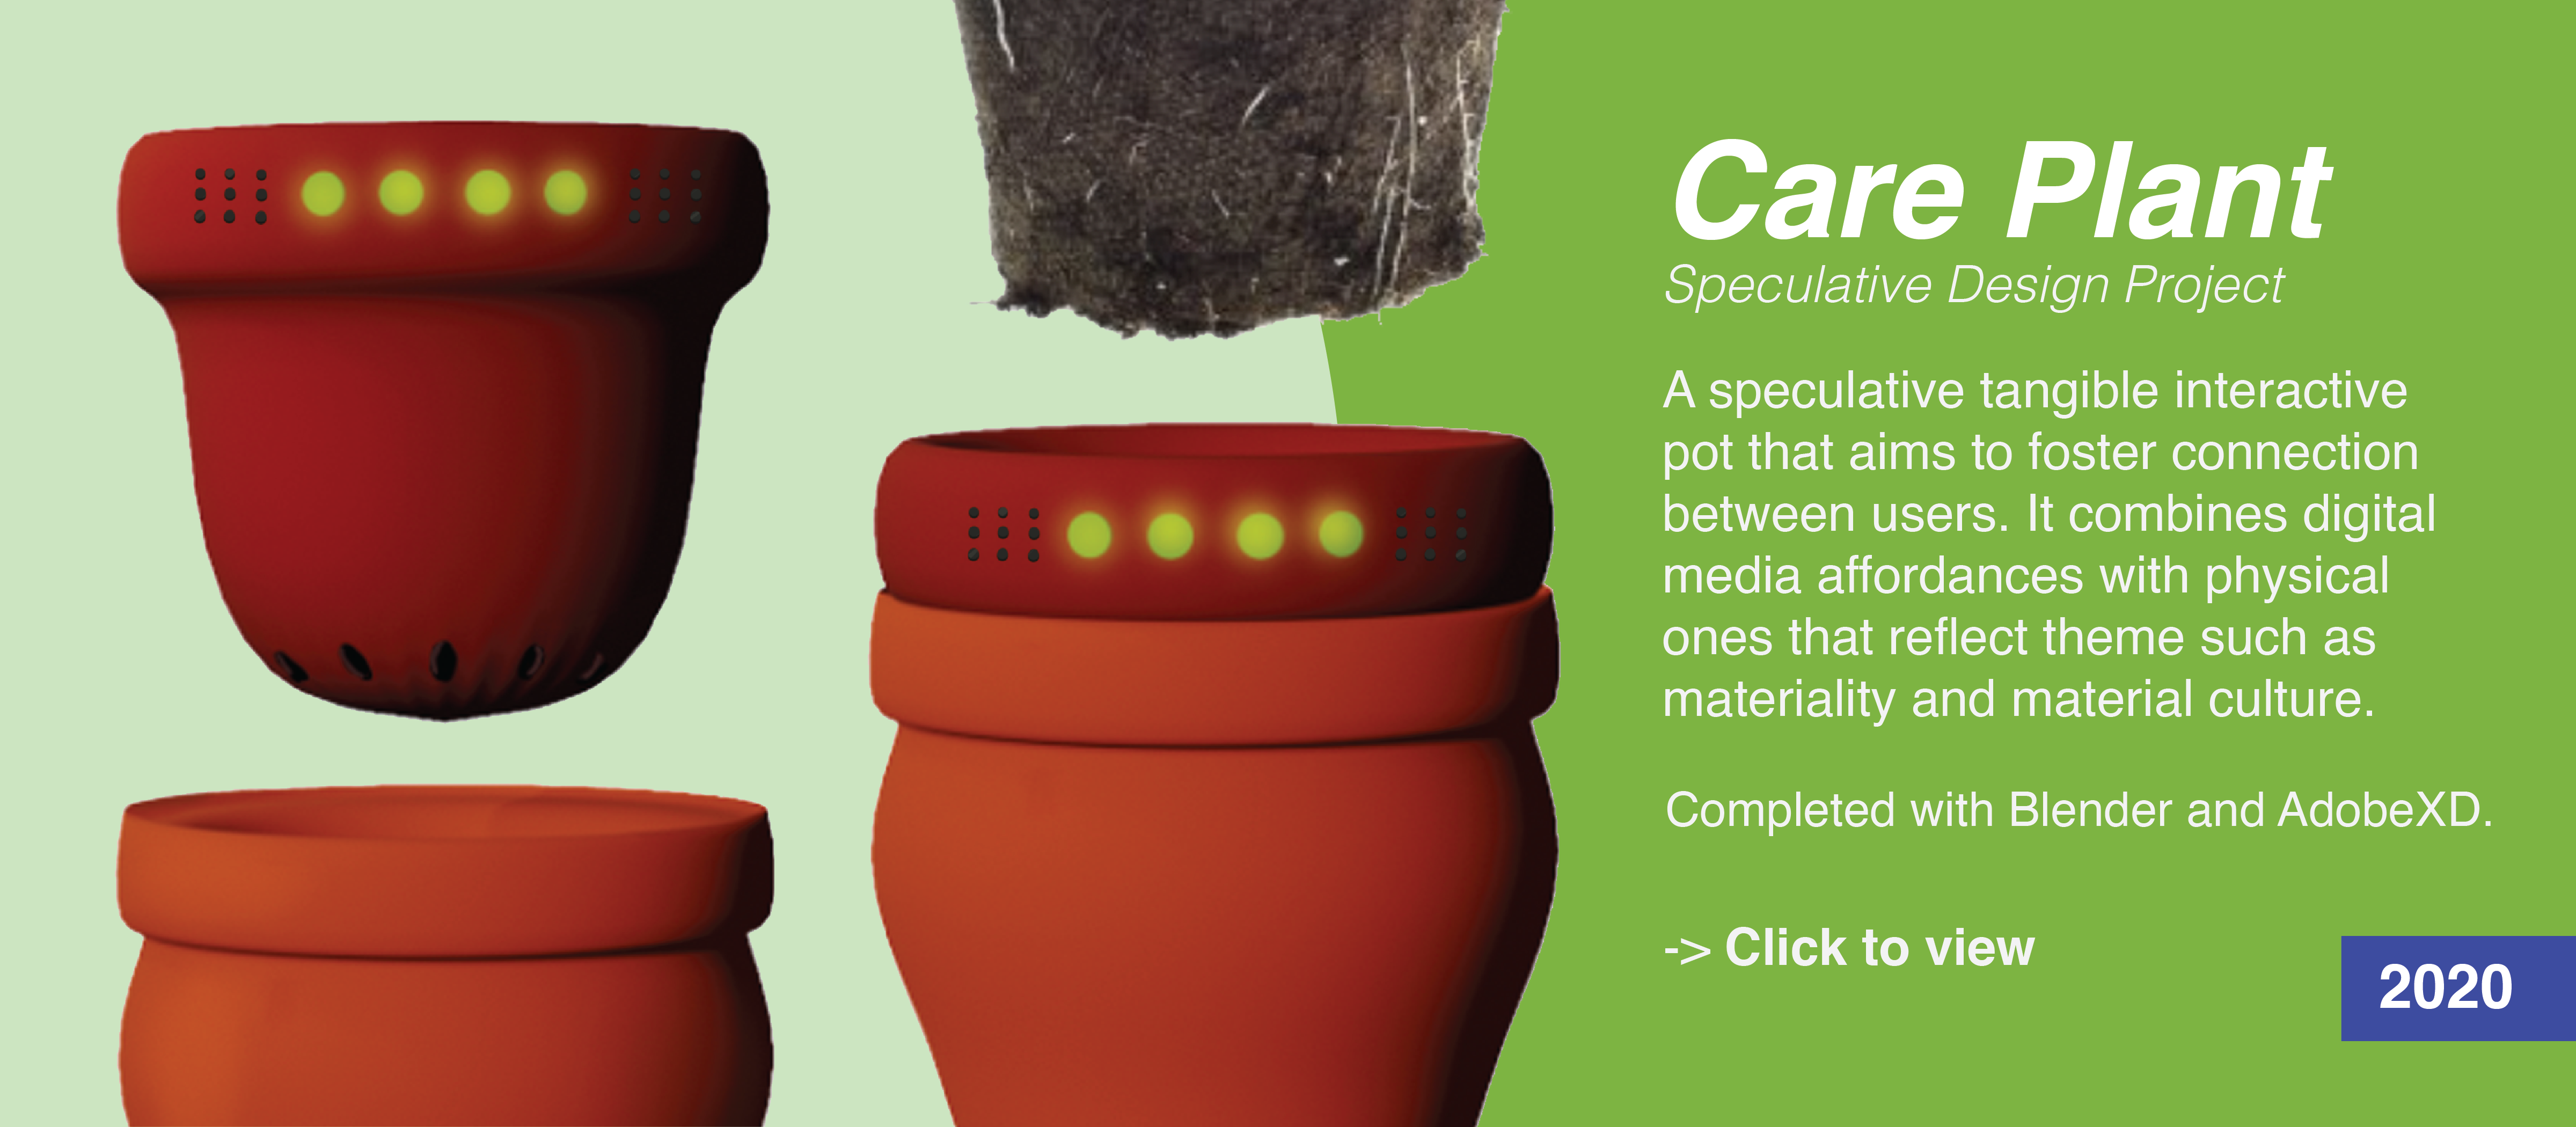 Care Plant
Speculative Design Project
A speculative tangible interactive
pot that aims to foster connection
between users. It combines digital
media affordances with physical
ones that reflect theme such as
materiality and material culture.
Completed with Blender and AdobeXD.
-> Click to view
2020